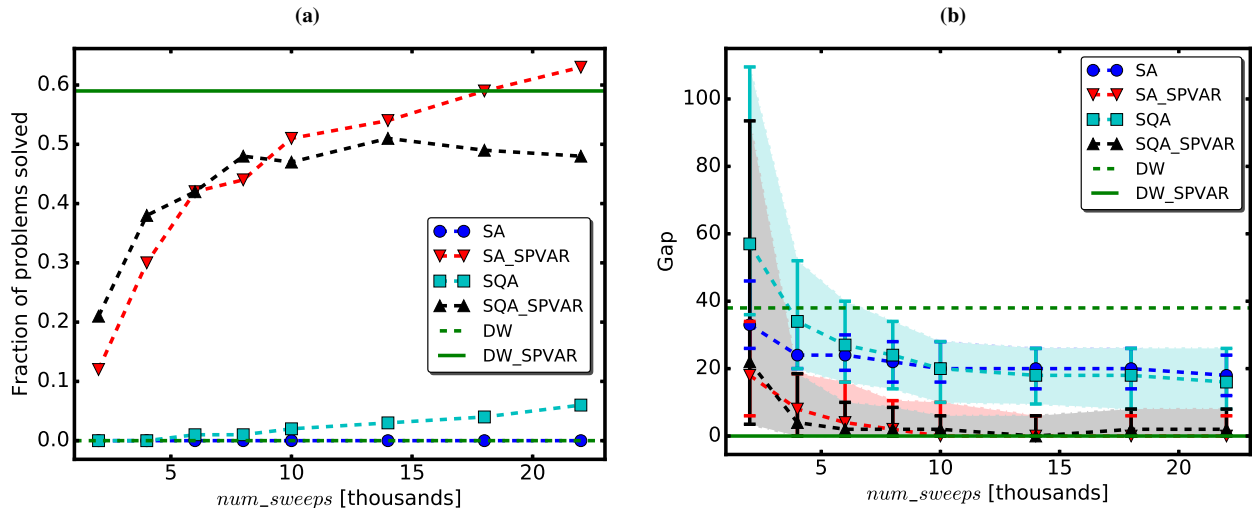 (a)
(b)
Fraction of problems solved
0.6
0.5
0.4
0.3
0.2
0.1
0.0
5
10
15
20
num_sweeps [thousands]
SA
SA_SPVAR
SQA
SQA_SPVAR
DW
DW_SPVAR
Gap
100
80
60
40
20
0
5
10
15
20
num_sweeps [thousands]
SA
SA_SPVAR
SQA
SQA_SPVAR
DW
DW_SPVAR